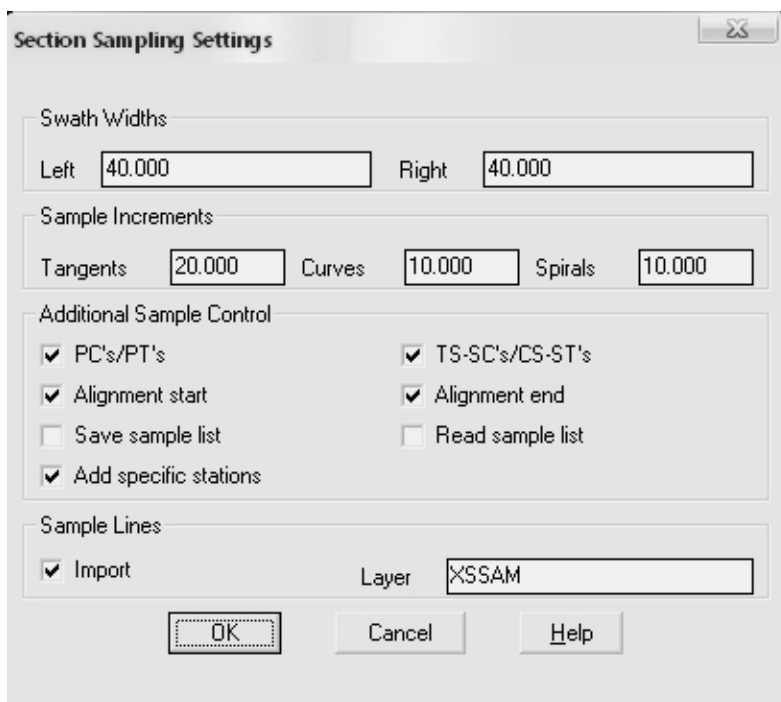 Section Sampling Settings
Swath Widths
Left 40.000 Right 40.000
Sample Increments
Tangents 20.000 Curves 10.000 Spirals 10.000
Additional Sample Control
PC's/PT's TS-SC's/CS-ST's
Alignment start Alignment end
Save sample list Read sample list
Add specific stations
Sample Lines
Import Layer XSSAM
OK Cancel Help